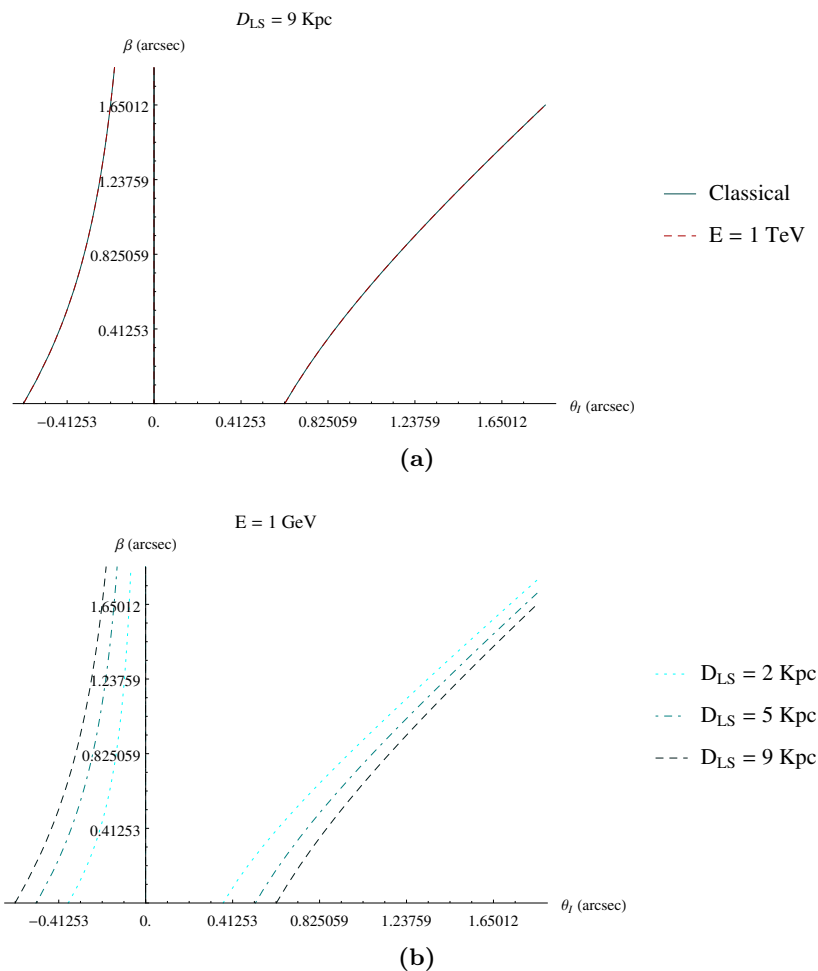 D_LS = 9 Kpc
β (arcsec)
1.65012
1.23759
0.825059
0.41253
−0.41253 0. 0.41253 0.825059 1.23759 1.65012
θ_I (arcsec)
Classical
E = 1 TeV
(a)
E = 1 GeV
β (arcsec)
1.65012
1.23759
0.825059
0.41253
−0.41253 0. 0.41253 0.825059 1.23759 1.65012
θ_I (arcsec)
D_LS = 2 Kpc
D_LS = 5 Kpc
D_LS = 9 Kpc
(b)